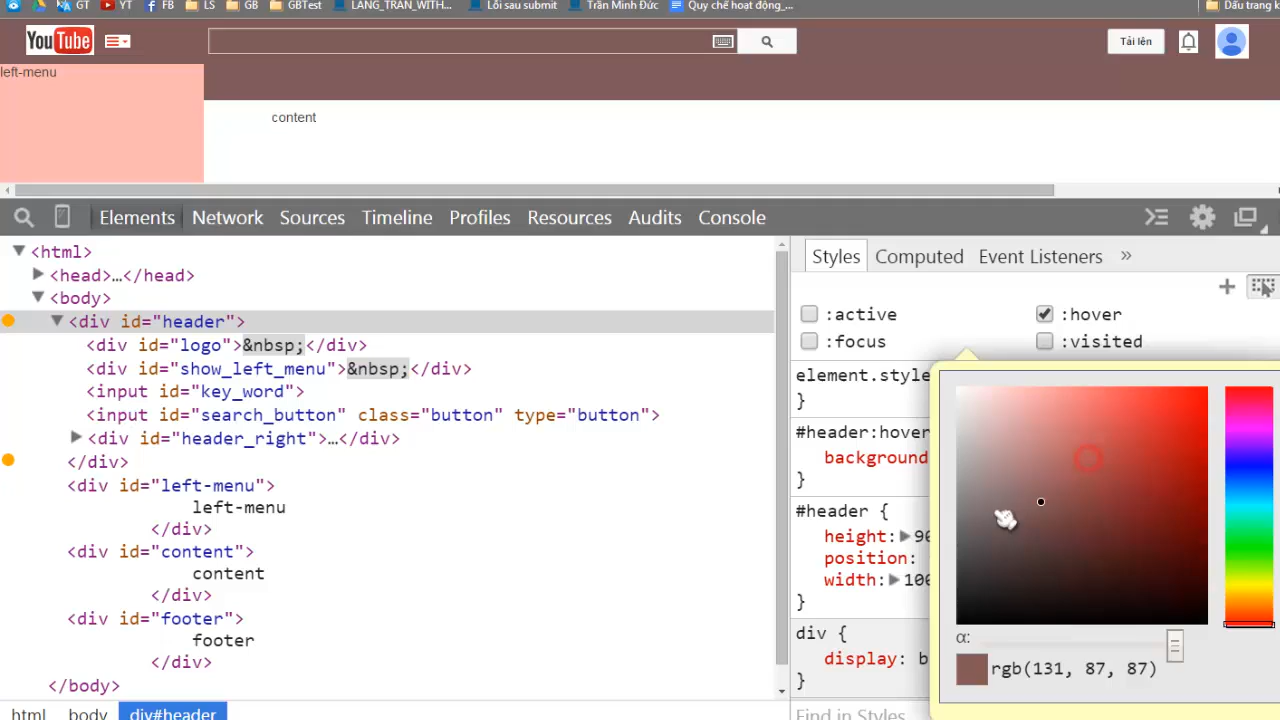 GT YT FB LS GB GBTest LANG_TRAN_WITH... Lỗi sau submit Trần Minh Đức Quy chế hoạt động_... Dấu trang k
YouTube Tải lên
left-menu
content
Elements Network Sources Timeline Profiles Resources Audits Console
<html>
<head>…</head>
<body>
<div id="header">
<div id="logo">&nbsp;</div>
<div id="show_left_menu">&nbsp;</div>
<input id="key_word">
<input id="search_button" class="button" type="button">
<div id="header_right">…</div>
</div>
<div id="left-menu">
left-menu
</div>
<div id="content">
content
</div>
<div id="footer">
footer
</div>
</body>
html body div#header
Styles Computed Event Listeners »
:active :hover
:focus :visited
element.style
}
#header:hover
background
}
#header {
height: 90
position:
width: 100
}
div {
display: b
}
Find in Styles
α:
rgb(131, 87, 87)